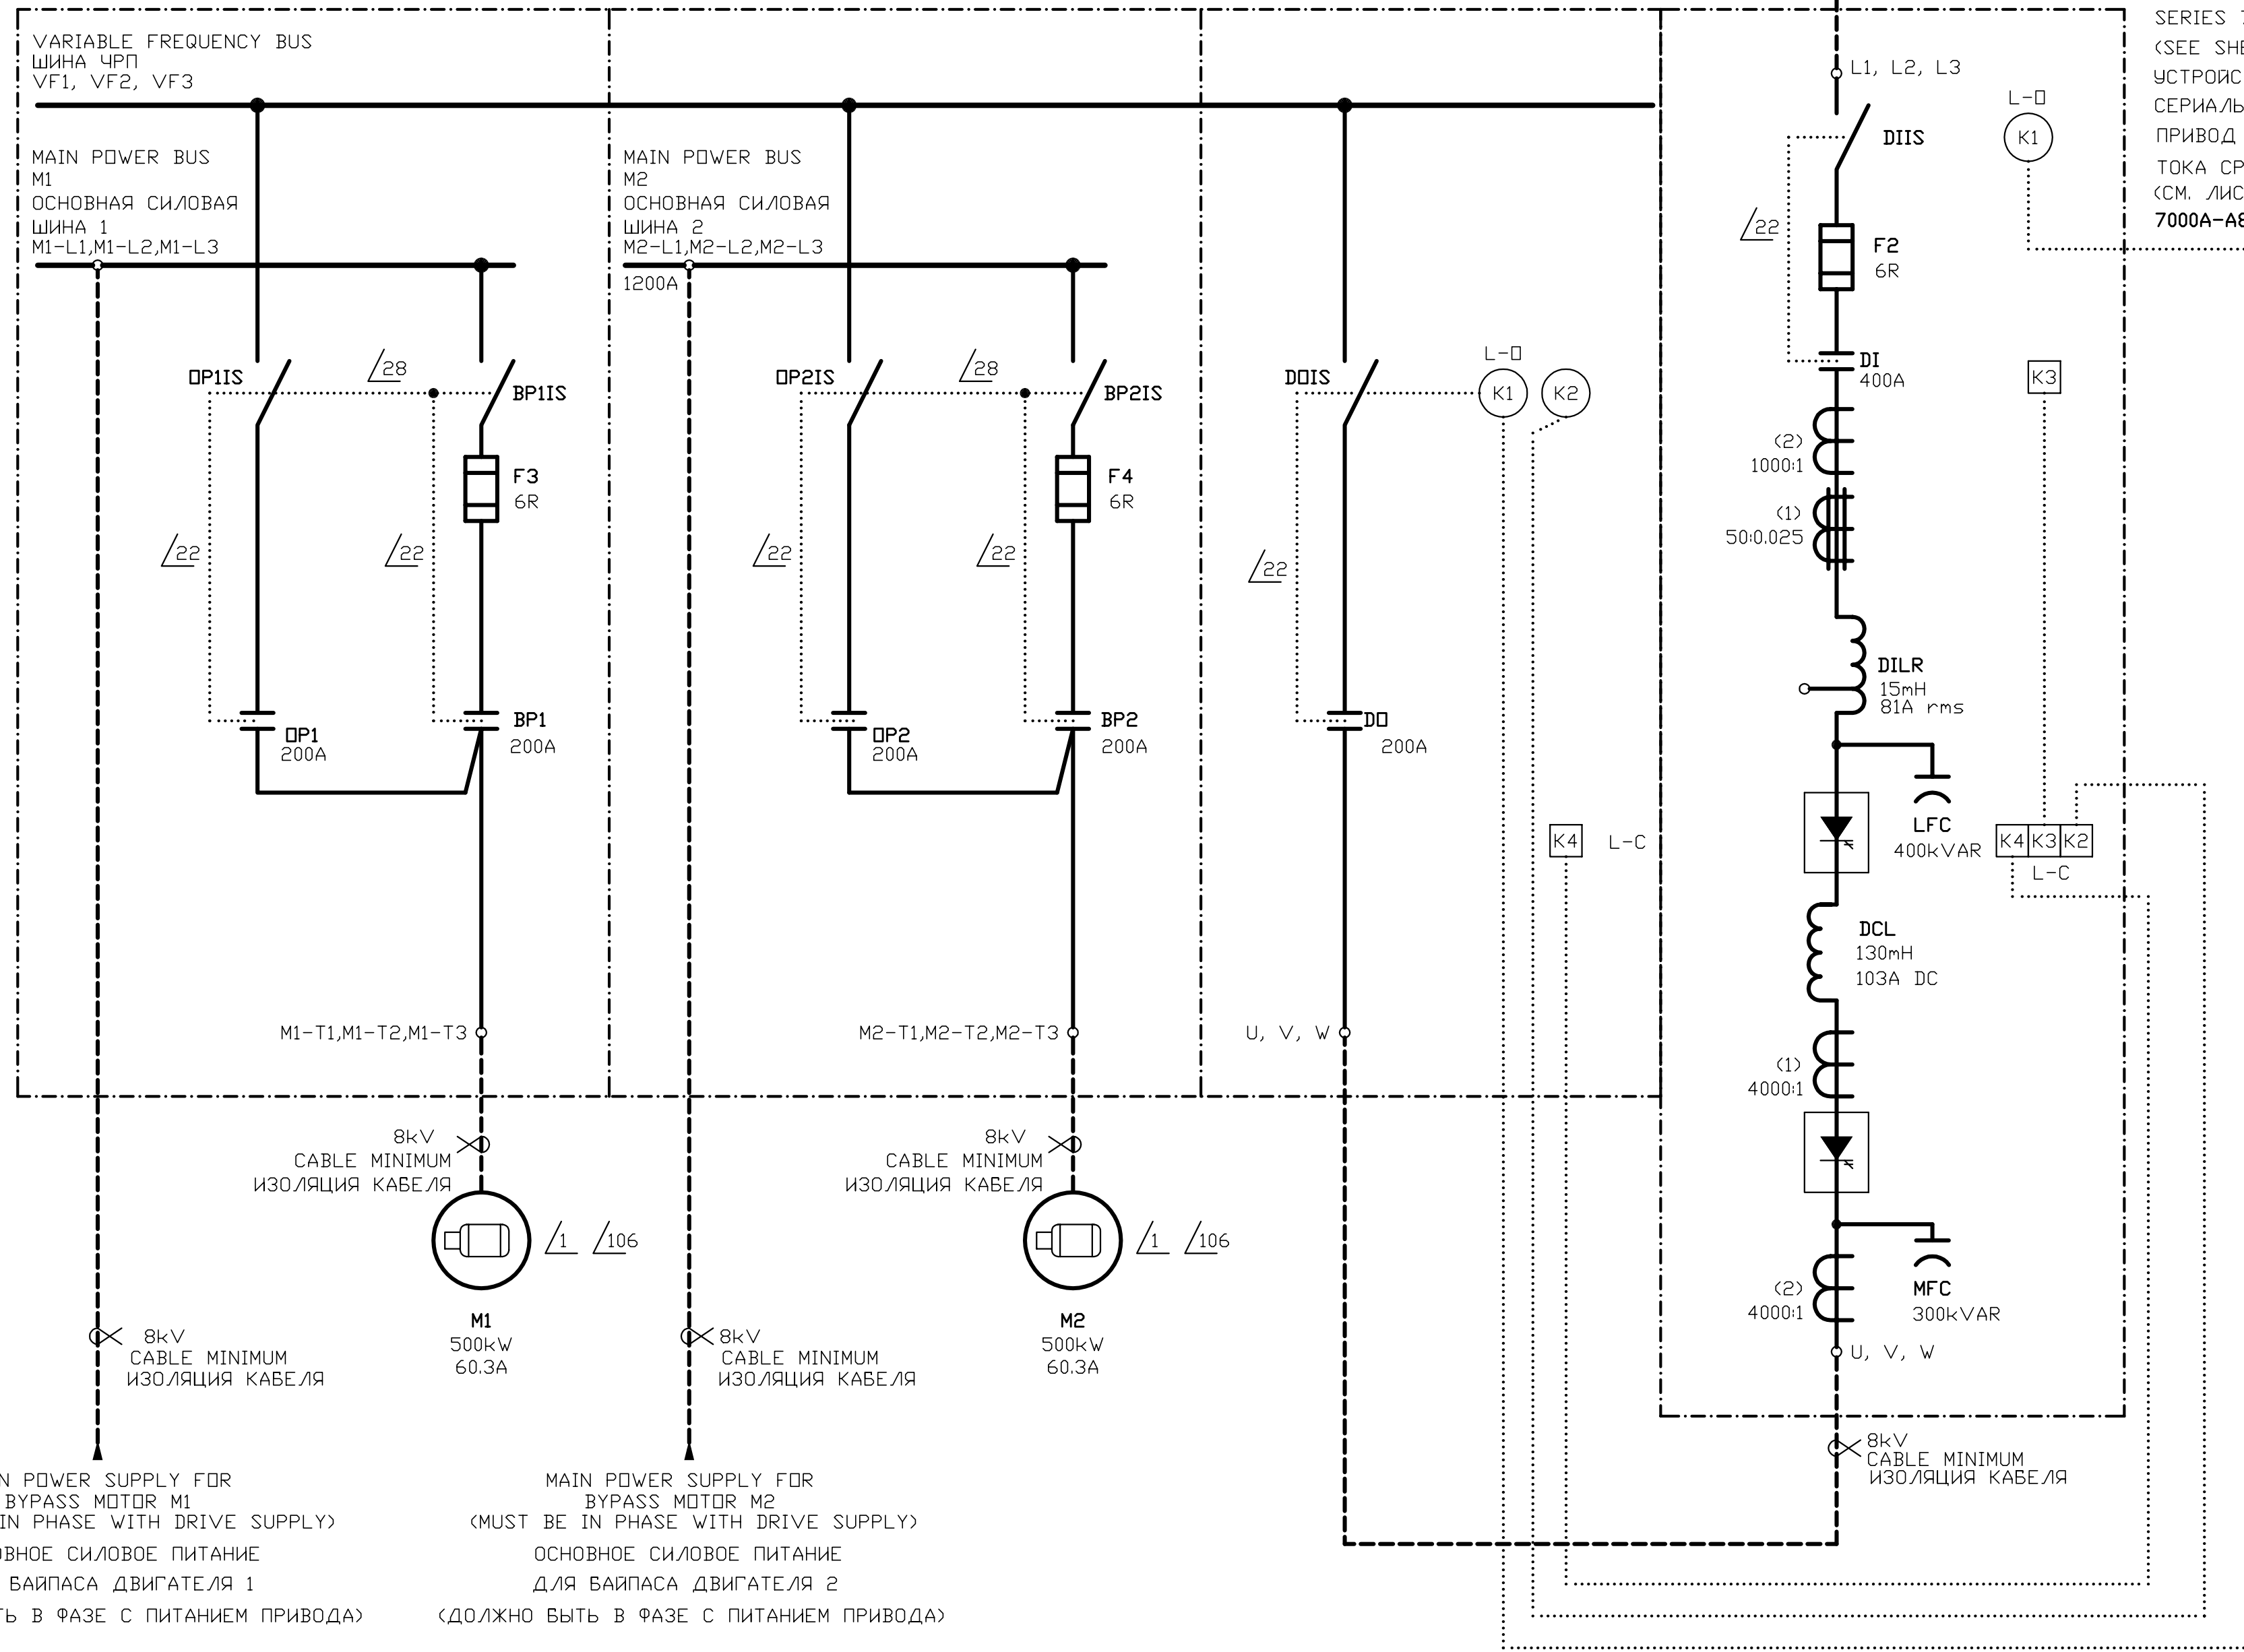 VARIABLE FREQUENCY BUS
ШИНА ЧРП
VF1, VF2, VF3
MAIN POWER BUS
M1
ОСНОВНАЯ СИЛОВАЯ
ШИНА 1
M1-L1,M1-L2,M1-L3
OP1IS
28
BP1IS
F3
6R
22
22
OP1
200A
BP1
200A
M1-T1,M1-T2,M1-T3
8kV
CABLE MINIMUM
ИЗОЛЯЦИЯ КАБЕЛЯ
1
106
M1
500kW
60.3A
8kV
CABLE MINIMUM
ИЗОЛЯЦИЯ КАБЕЛЯ
POWER SUPPLY FOR
BYPASS MOTOR M1
IN PHASE WITH DRIVE SUPPLY)
СИЛОВОЕ ПИТАНИЕ
БАЙПАСА ДВИГАТЕЛЯ 1
В ФАЗЕ С ПИТАНИЕМ ПРИВОДА)
MAIN POWER BUS
M2
ОСНОВНАЯ СИЛОВАЯ
ШИНА 2
M2-L1,M2-L2,M2-L3
1200A
OP2IS
28
BP2IS
F4
6R
22
22
OP2
200A
BP2
200A
M2-T1,M2-T2,M2-T3
8kV
CABLE MINIMUM
ИЗОЛЯЦИЯ КАБЕЛЯ
1
106
M2
500kW
60.3A
8kV
CABLE MINIMUM
ИЗОЛЯЦИЯ КАБЕЛЯ
MAIN POWER SUPPLY FOR
BYPASS MOTOR M2
(MUST BE IN PHASE WITH DRIVE SUPPLY)
ОСНОВНОЕ СИЛОВОЕ ПИТАНИЕ
ДЛЯ БАЙПАСА ДВИГАТЕЛЯ 2
(ДОЛЖНО БЫТЬ В ФАЗЕ С ПИТАНИЕМ ПРИВОДА)
DOIS
L-O
K1
K2
22
DO
200A
K4
L-C
U, V, W
L1, L2, L3
L-O
K1
DIIS
22
F2
6R
DI
400A
K3
(2)
1000:1
(1)
50:0.025
DILR
15mH
81A rms
LFC
400kVAR
K4
K3
K2
L-C
DCL
130mH
103A DC
(1)
4000:1
(2)
4000:1
MFC
300kVAR
U, V, W
8kV
CABLE MINIMUM
ИЗОЛЯЦИЯ КАБЕЛЯ
SERIES
(SEE
ПРИВОД
ТОКА
(СМ.